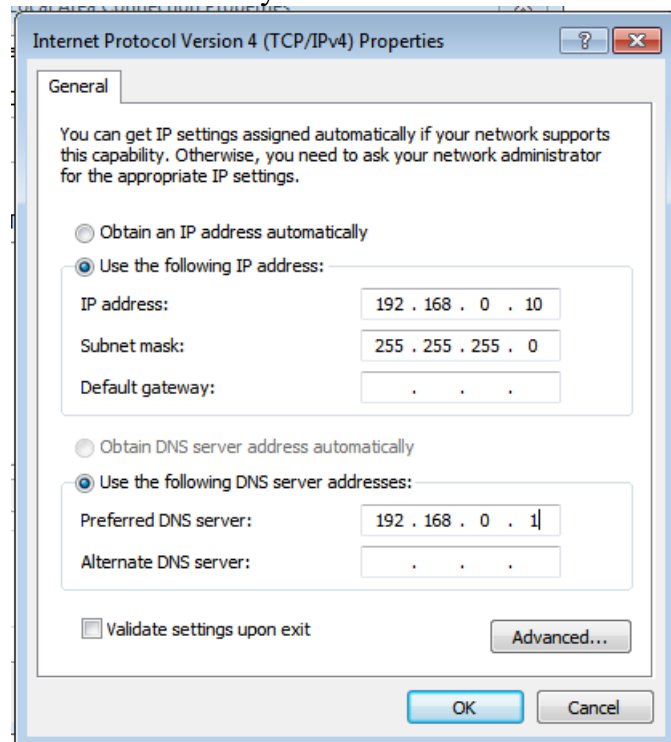 Local Area Connection Properties
Internet Protocol Version 4 (TCP/IPv4) Properties
General
You can get IP settings assigned automatically if your network supports
this capability. Otherwise, you need to ask your network administrator
for the appropriate IP settings.
Obtain an IP address automatically
Use the following IP address:
IP address: 192 . 168 . 0 . 10
Subnet mask: 255 . 255 . 255 . 0
Default gateway: . . .
Obtain DNS server address automatically
Use the following DNS server addresses:
Preferred DNS server: 192 . 168 . 0 . 1
Alternate DNS server: . . .
Validate settings upon exit
Advanced...
OK Cancel